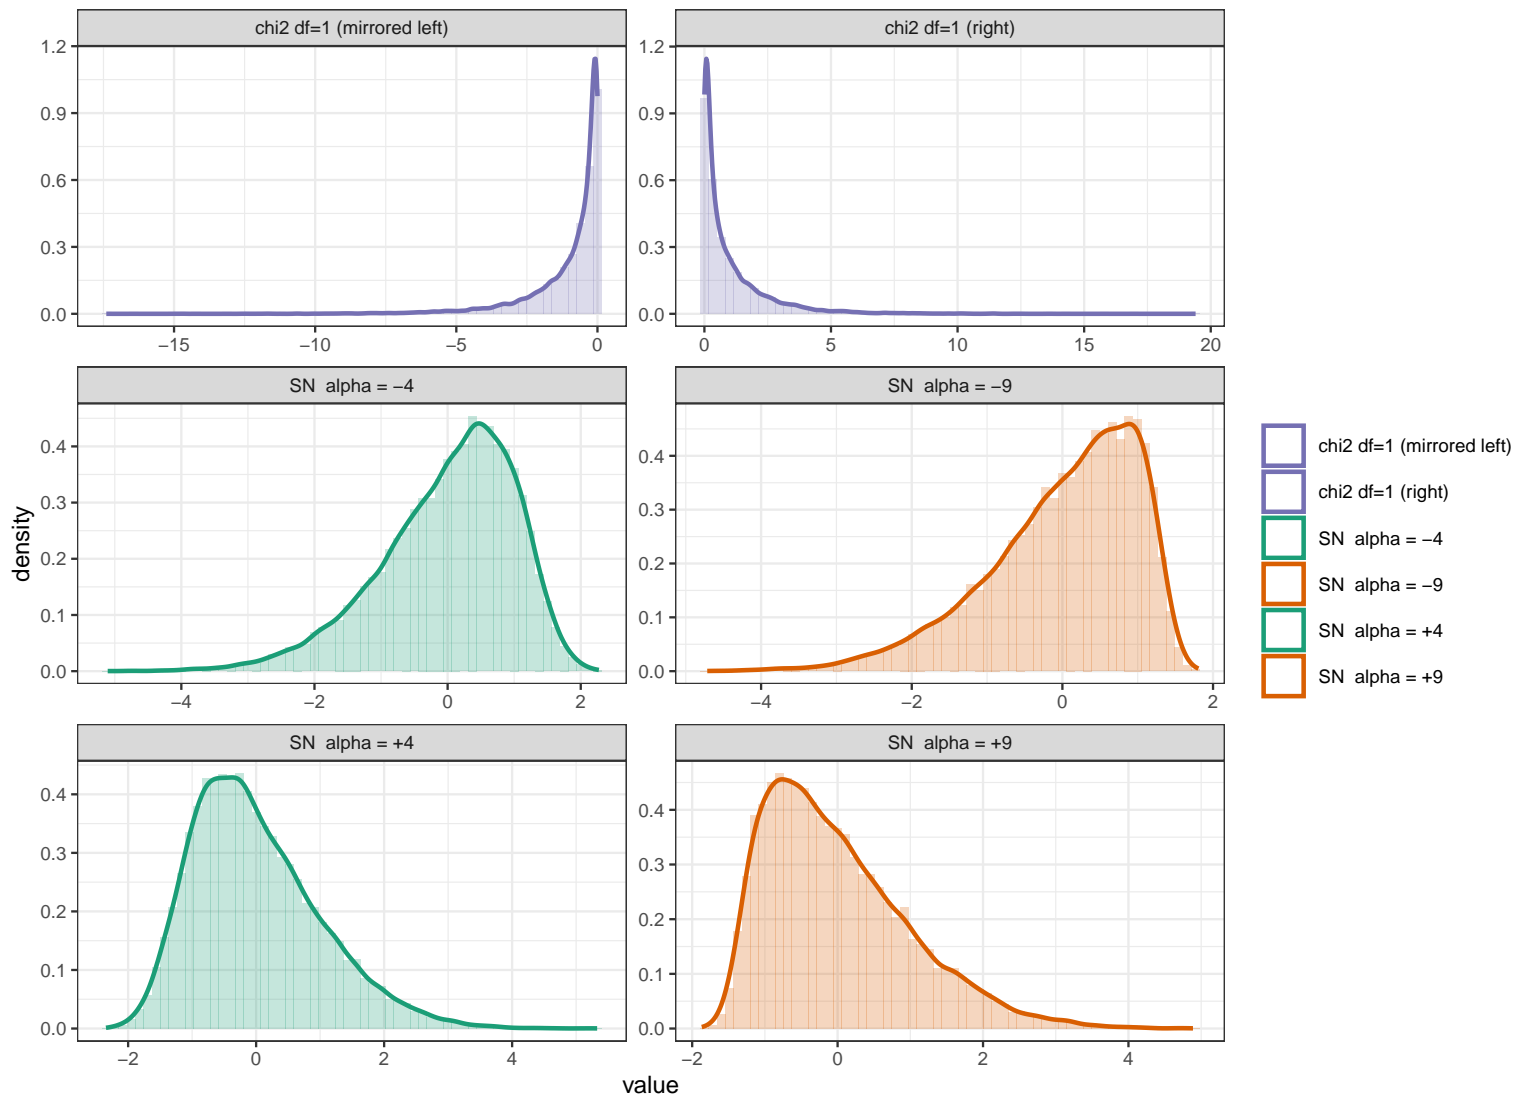 chi2 df=1 (mirrored left)
chi2 df=1 (right)
1.2
0.9
0.6
0.3
0.0
−15 −10 −5 0
1.2
0.9
0.6
0.3
0.0
0 5 10 15 20
SN alpha = −4
SN alpha = −9
density
0.4
0.3
0.2
0.1
0.0
−4 −2 0 2
0.4
0.3
0.2
0.1
0.0
−4 −2 0 2
SN alpha = +4
SN alpha = +9
0.4
0.3
0.2
0.1
0.0
−2 0 2 4
0.4
0.3
0.2
0.1
0.0
−2 0 2 4
value
chi2 df=1 (mirrored left)
chi2 df=1 (right)
SN alpha = −4
SN alpha = −9
SN alpha = +4
SN alpha = +9